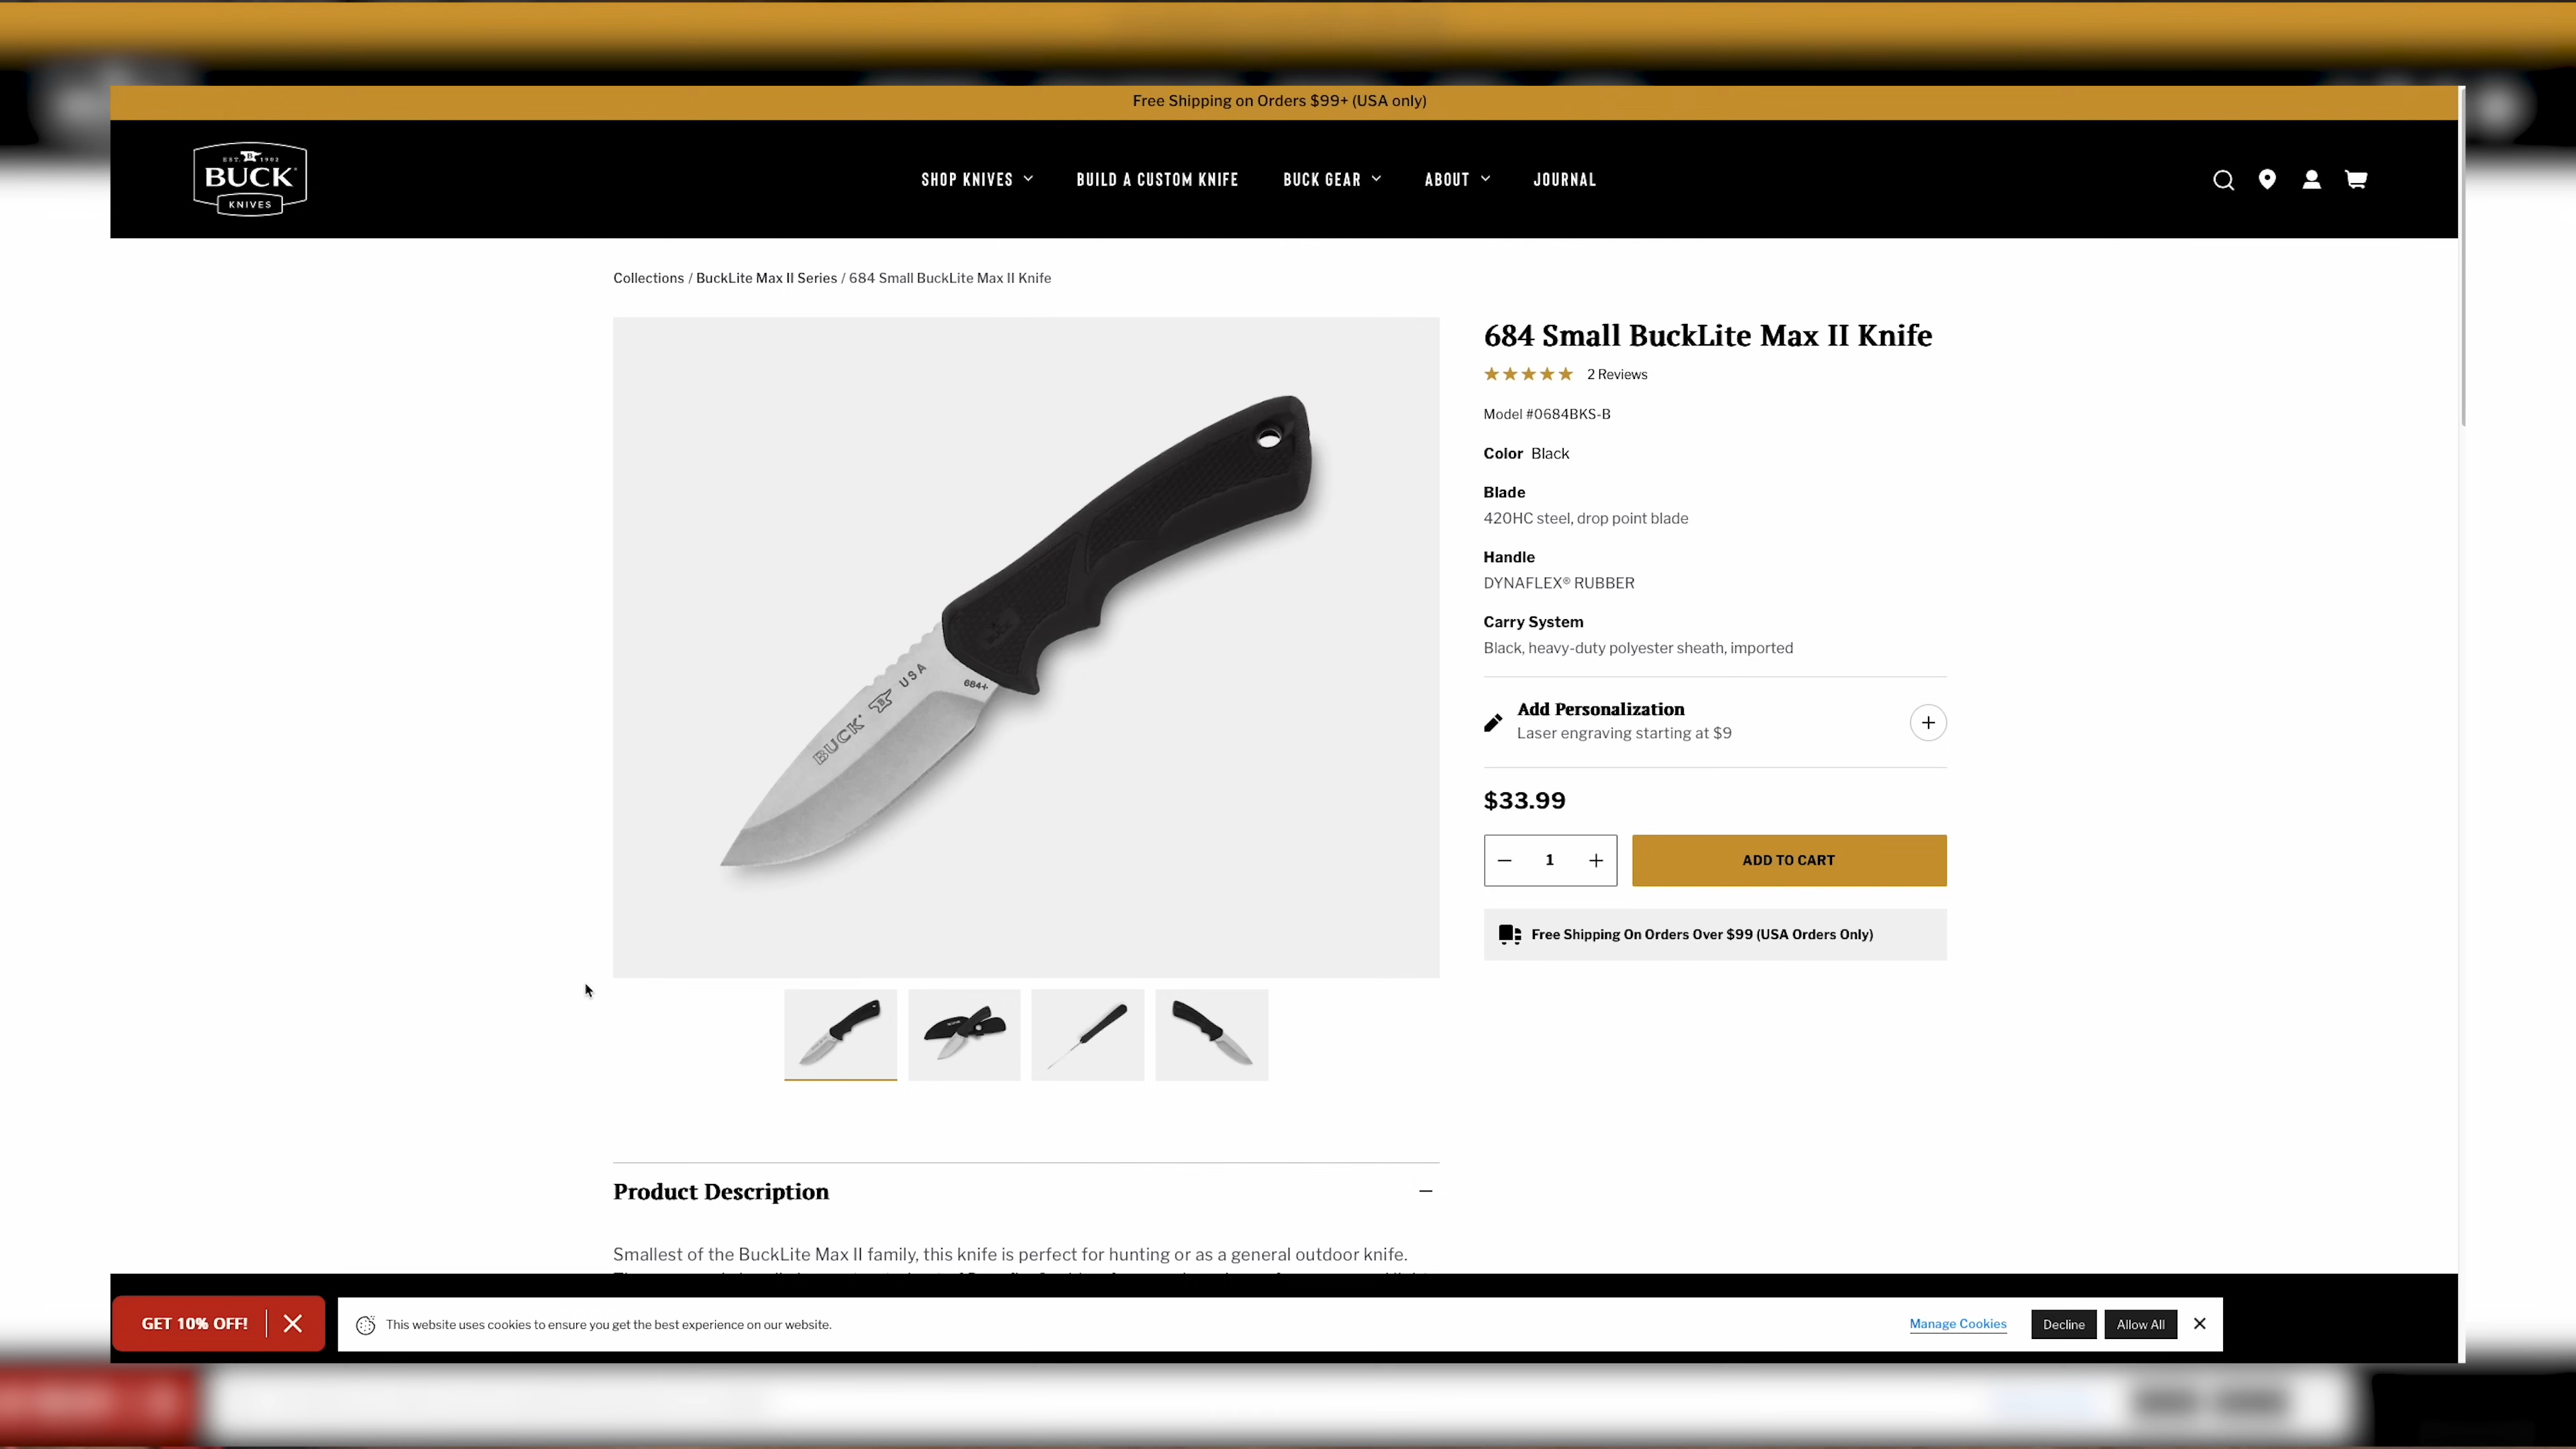 Free Shipping on Orders $99+ (USA only)
EST. B 1902
BUCK
KNIVES
SHOP KNIVES
BUILD A CUSTOM KNIFE
BUCK GEAR
ABOUT
JOURNAL
Collections / BuckLite Max II Series / 684 Small BuckLite Max II Knife
684 Small BuckLite Max II Knife
2 Reviews
Model #0684BKS-B
Color Black
Blade
420HC steel, drop point blade
Handle
DYNAFLEX® RUBBER
Carry System
Black, heavy-duty polyester sheath, imported
BUCK B USA
684+
Add Personalization
Laser engraving starting at $9
$33.99
1
ADD TO CART
Free Shipping On Orders Over $99 (USA Orders Only)
Product Description
Smallest of the BuckLite Max II family, this knife is perfect for hunting or as a general outdoor knife.
GET 10% OFF!
This website uses cookies to ensure you get the best experience on our website.
Manage Cookies
Decline
Allow All